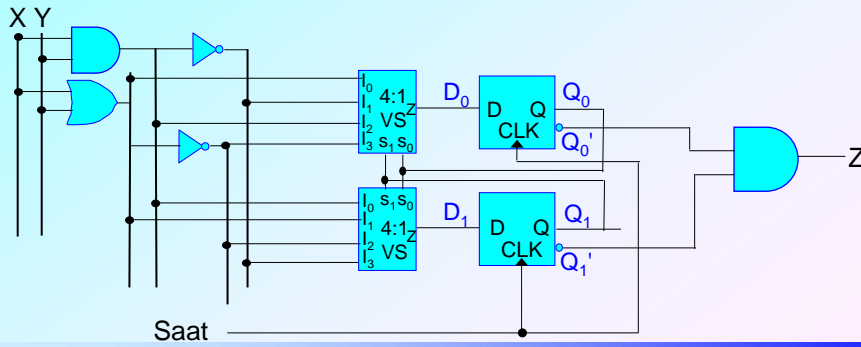 X Y
I₀
I₁
I₂
I₃
4:1
VS
Z
s₁ s₀
D₀
D
Q
CLK
Q₀
Q₀'
I₀
I₁
I₂
I₃
s₁ s₀
4:1
VS
Z
D₁
D
Q
CLK
Q₁
Q₁'
Z
Saat